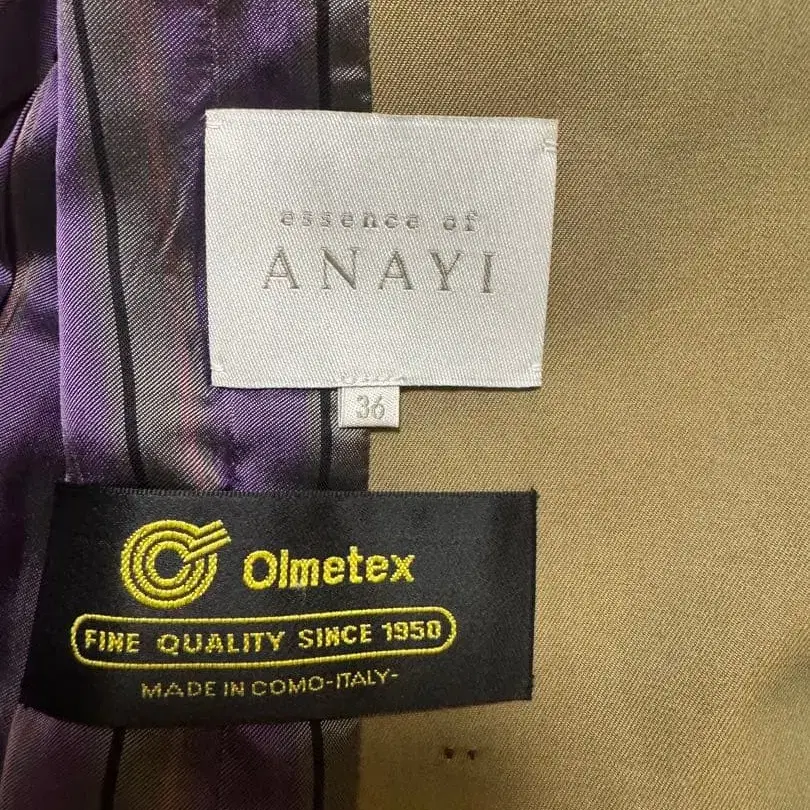 essence of
ANAYI
36
Olmetex
FINE QUALITY SINCE 1950
MADE IN COMO-ITALY-